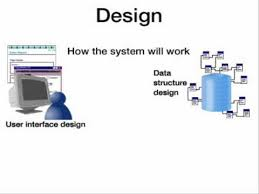 Design
How the system will work
Data
structure
design
User interface design